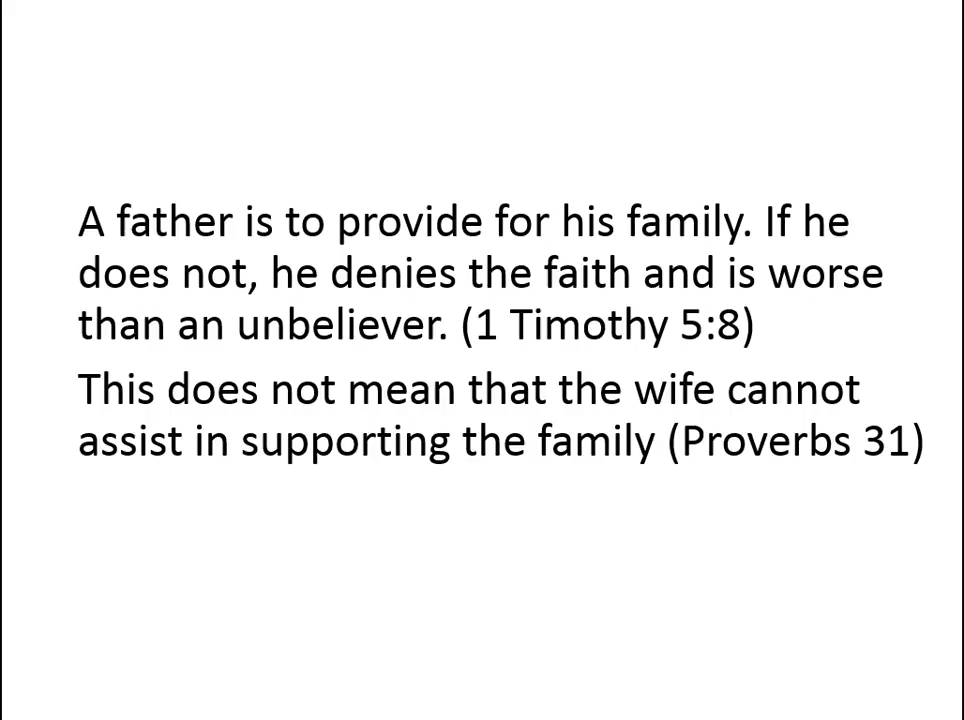 A father is to provide for his family. If he
does not, he denies the faith and is worse
than an unbeliever. (1 Timothy 5:8)
This does not mean that the wife cannot
assist in supporting the family (Proverbs 31)